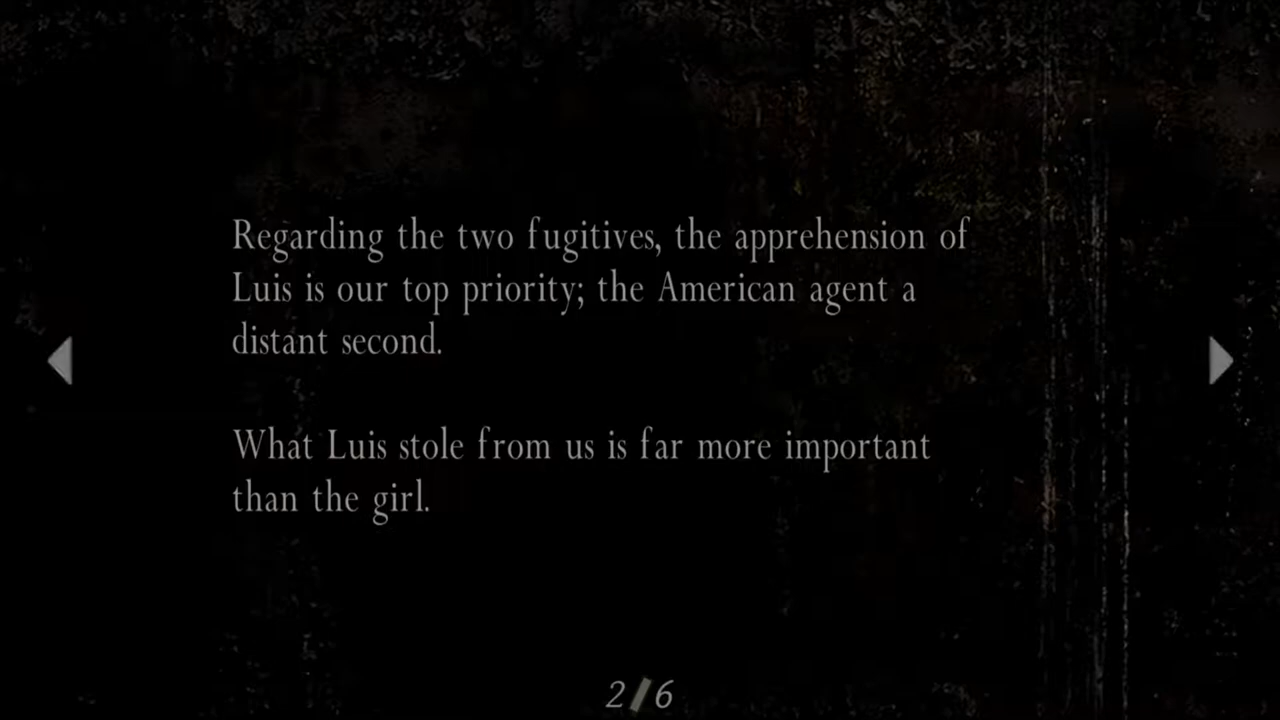 Regarding the two fugitives, the apprehension of
Luis is our top priority; the American agent a
distant second.
What Luis stole from us is far more important
than the girl.
2/6